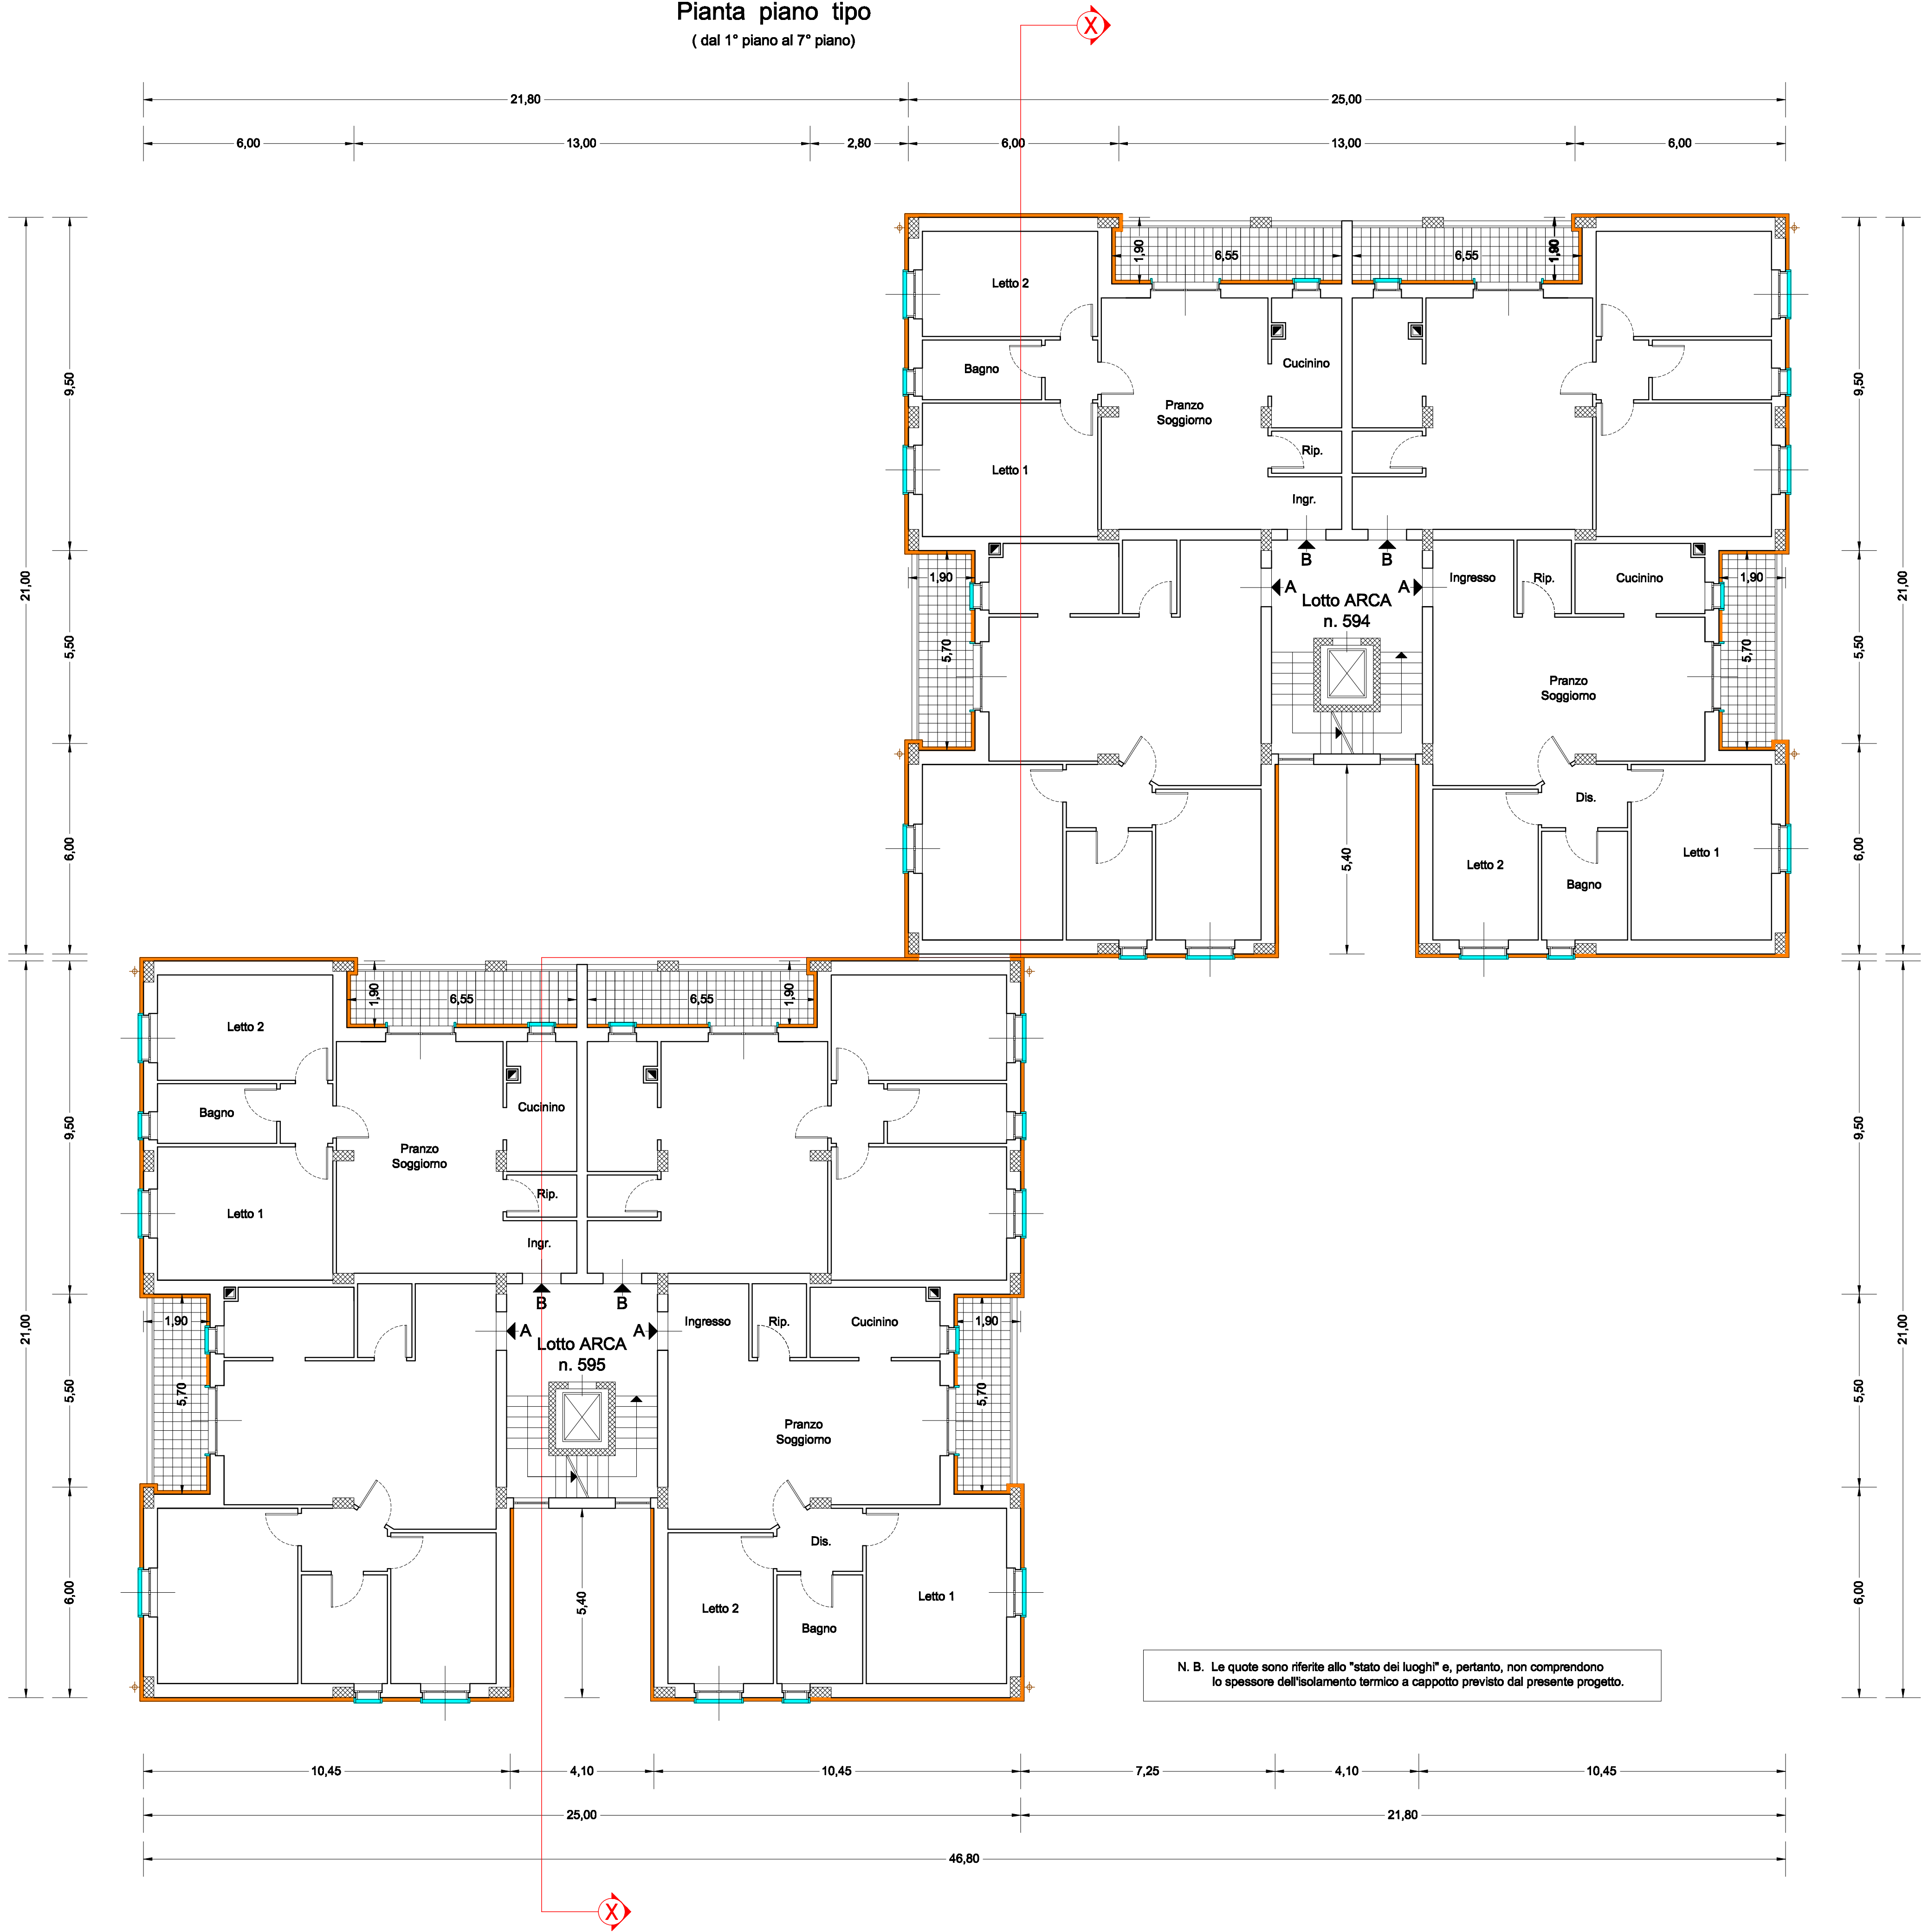 Pianta piano tipo
( dal 1° piano al 7° piano)
X
21,80
25,00
6,00
13,00
2,80
6,00
13,00
6,00
1,90
6,55
6,55
1,90
Letto 2
Bagno
Cucinino
9,50
9,50
Pranzo
Soggiorno
Rip.
Letto 1
Ingr.
B
B
1,90
A
A
Ingresso
Rip.
Cucinino
1,90
21,00
21,00
Lotto ARCA
n. 594
5,50
5,70
5,70
5,50
Pranzo
Soggiorno
Dis.
6,00
5,40
Letto 2
Letto 1
6,00
Bagno
1,90
6,55
6,55
1,90
Letto 2
Bagno
Cucinino
9,50
9,50
Pranzo
Soggiorno
Rip.
Letto 1
Ingr.
B
B
1,90
A
A
Ingresso
Rip.
Cucinino
1,90
21,00
21,00
Lotto ARCA
n. 595
5,50
5,70
5,70
5,50
Pranzo
Soggiorno
Dis.
6,00
5,40
Letto 2
Letto 1
6,00
Bagno
N. B. Le quote sono riferite allo "stato dei luoghi" e, pertanto, non comprendono
lo spessore dell'isolamento termico a cappotto previsto dal presente progetto.
10,45
4,10
10,45
7,25
4,10
10,45
25,00
21,80
46,80
X